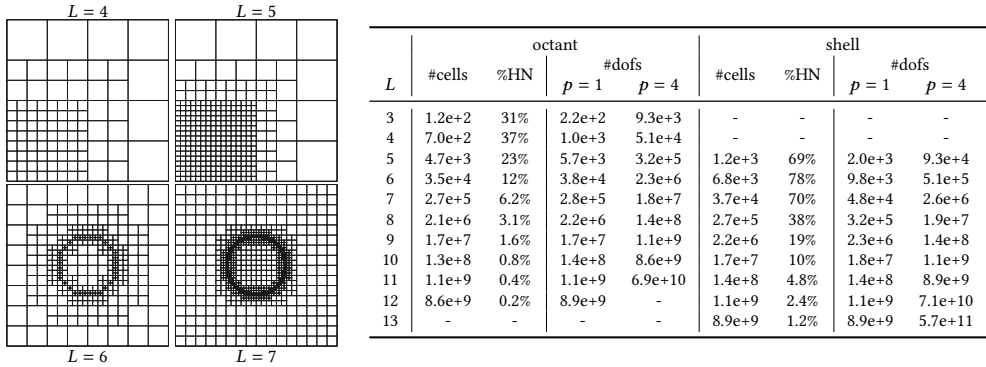 L = 4 L = 5
L = 6 L = 7
octant shell
#cells %HN #dofs #cells %HN #dofs
L p = 1 p = 4 p = 1 p = 4
3 1.2e+2 31% 2.2e+2 9.3e+3 - - - -
4 7.0e+2 37% 1.0e+3 5.1e+4 - - - -
5 4.7e+3 23% 5.7e+3 3.2e+5 1.2e+3 69% 2.0e+3 9.3e+4
6 3.5e+4 12% 3.8e+4 2.3e+6 6.8e+3 78% 9.8e+3 5.1e+5
7 2.7e+5 6.2% 2.8e+5 1.8e+7 3.7e+4 70% 4.8e+4 2.6e+6
8 2.1e+6 3.1% 2.2e+6 1.4e+8 2.7e+5 38% 3.2e+5 1.9e+7
9 1.7e+7 1.6% 1.7e+7 1.1e+9 2.2e+6 19% 2.3e+6 1.4e+8
10 1.3e+8 0.8% 1.4e+8 8.6e+9 1.7e+7 10% 1.8e+7 1.1e+9
11 1.1e+9 0.4% 1.1e+9 6.9e+10 1.4e+8 4.8% 1.4e+8 8.9e+9
12 8.6e+9 0.2% 8.9e+9 - 1.1e+9 2.4% 1.1e+9 7.1e+10
13 - - - - 8.9e+9 1.2% 8.9e+9 5.7e+11